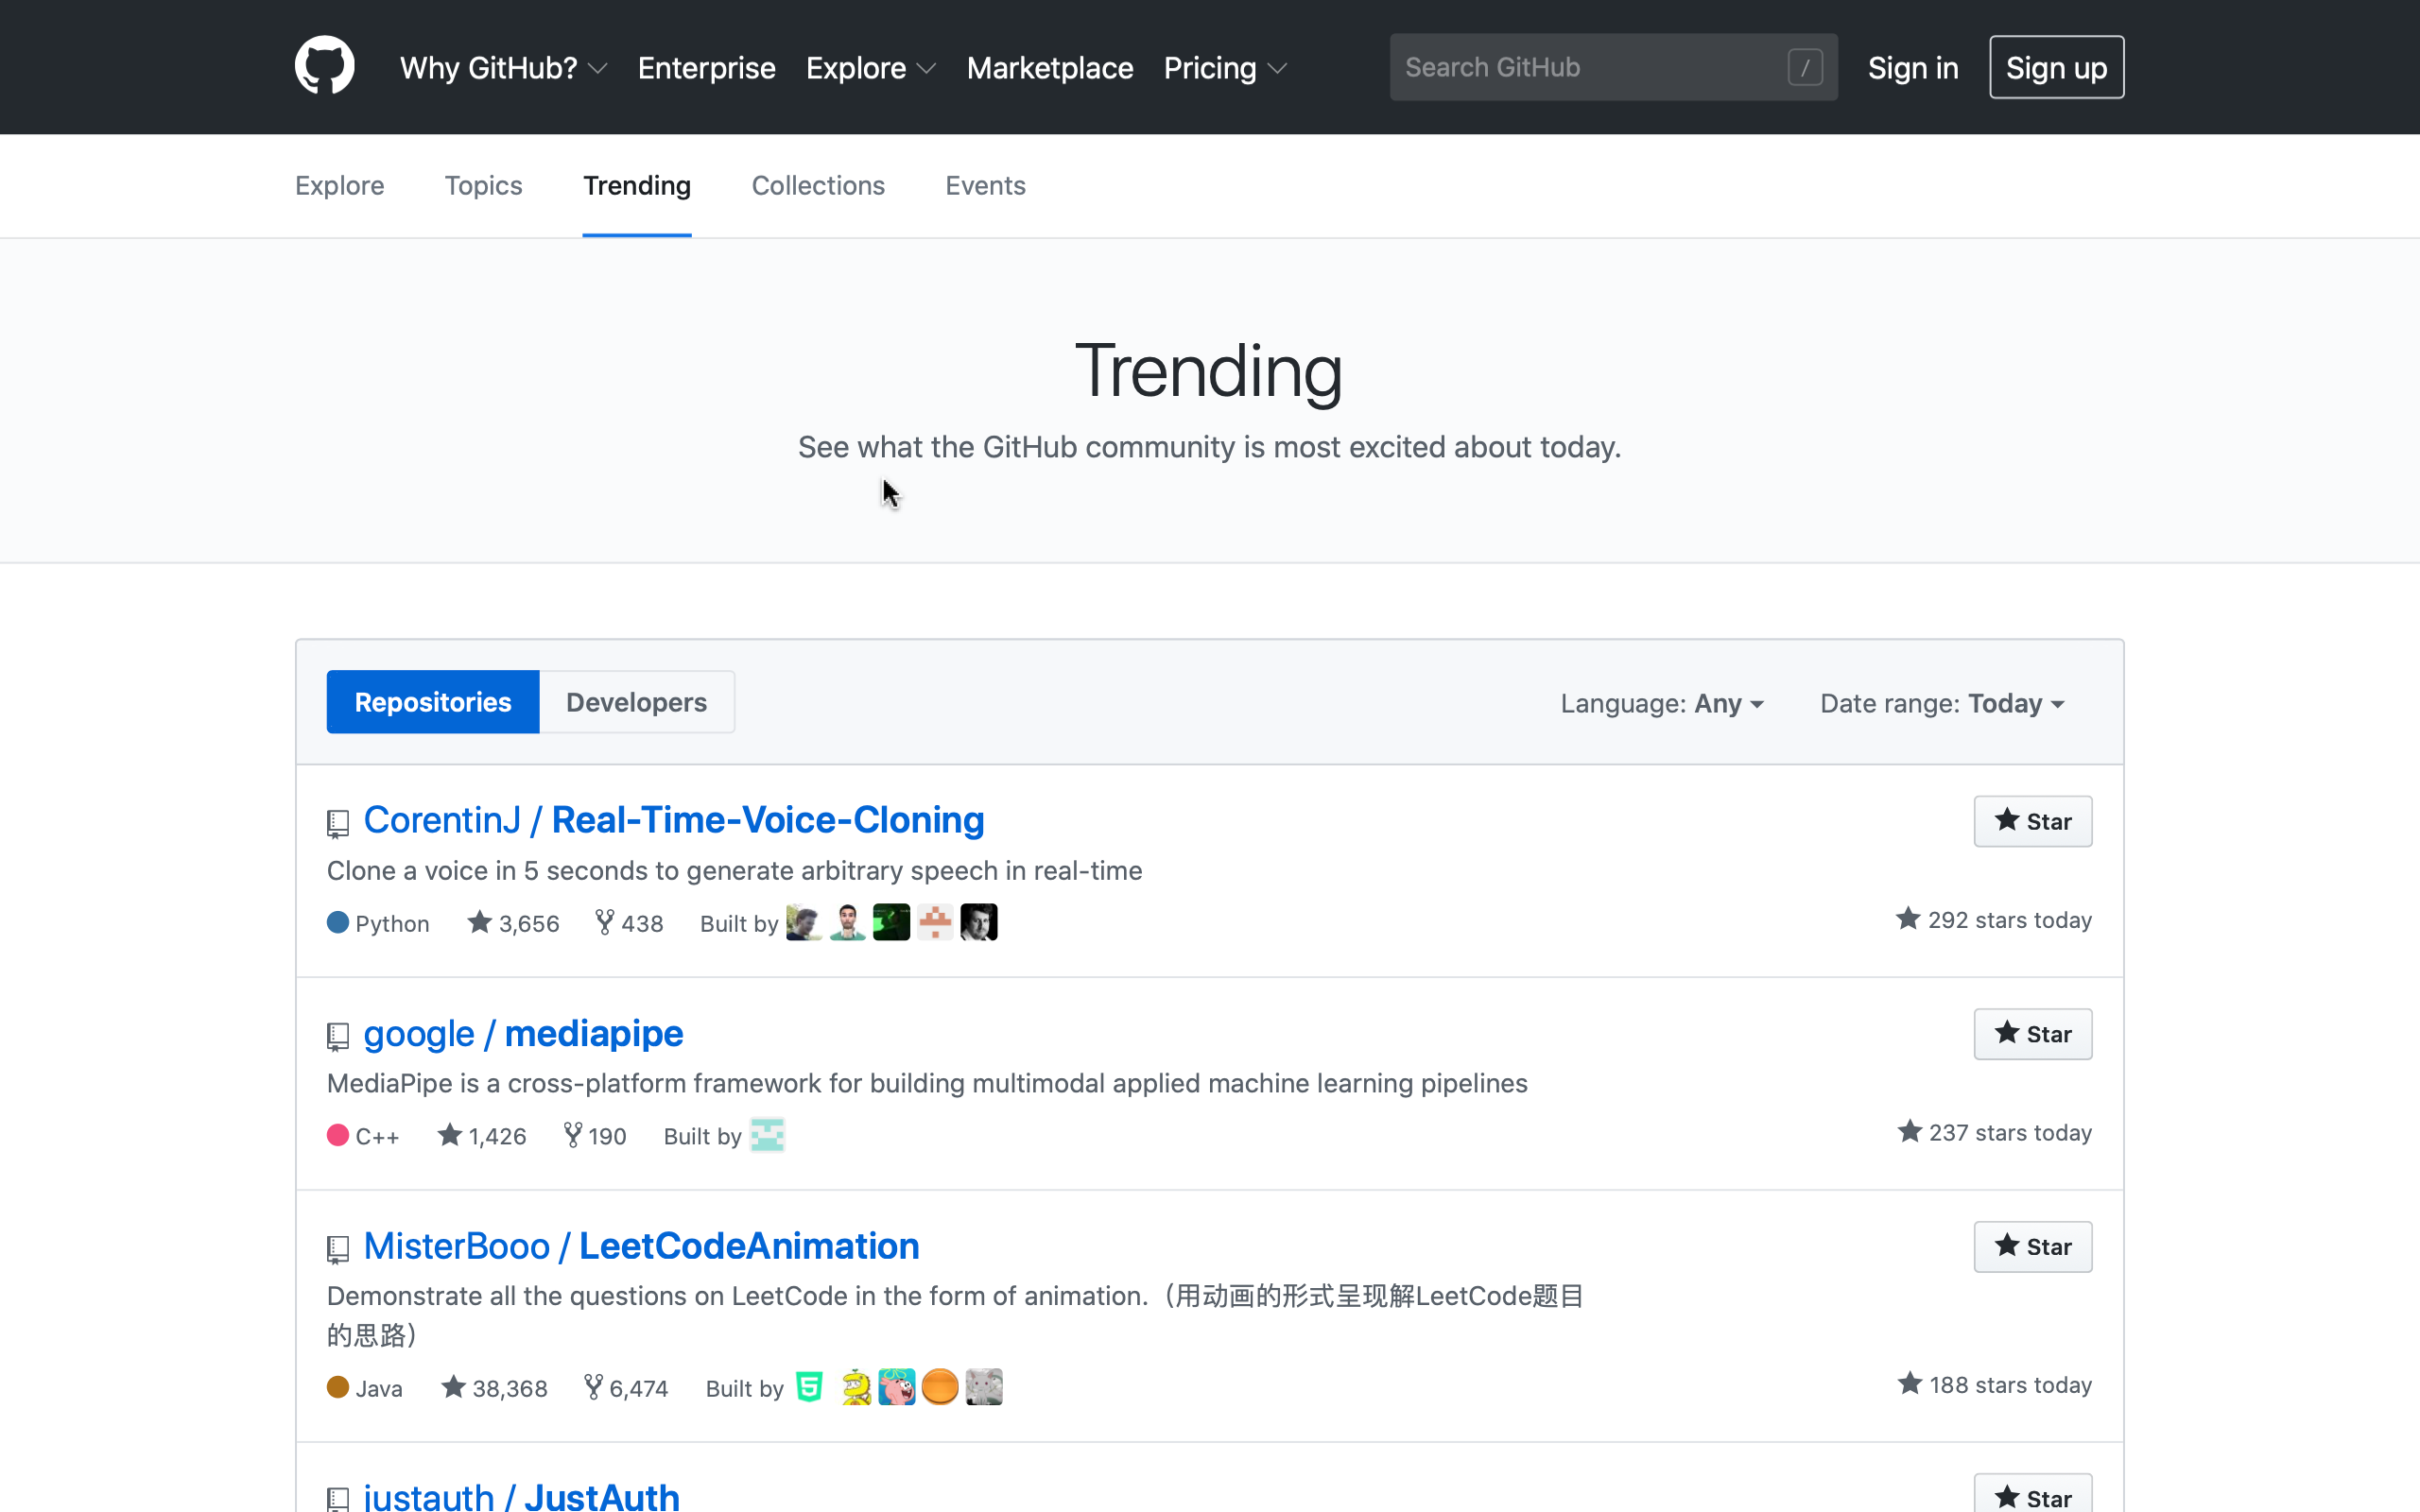 Why GitHub? Enterprise Explore Marketplace Pricing Search GitHub / Sign in Sign up
Explore Topics Trending Collections Events
Trending
See what the GitHub community is most excited about today.
Repositories Developers Language: Any Date range: Today
CorentinJ / Real-Time-Voice-Cloning Star
Clone a voice in 5 seconds to generate arbitrary speech in real-time
Python 3,656 438 Built by 292 stars today
google / mediapipe Star
MediaPipe is a cross-platform framework for building multimodal applied machine learning pipelines
C++ 1,426 190 Built by 237 stars today
MisterBooo / LeetCodeAnimation Star
Demonstrate all the questions on LeetCode in the form of animation.（用动画的形式呈现解LeetCode题目
的思路）
Java 38,368 6,474 Built by 188 stars today
justauth / JustAuth Star